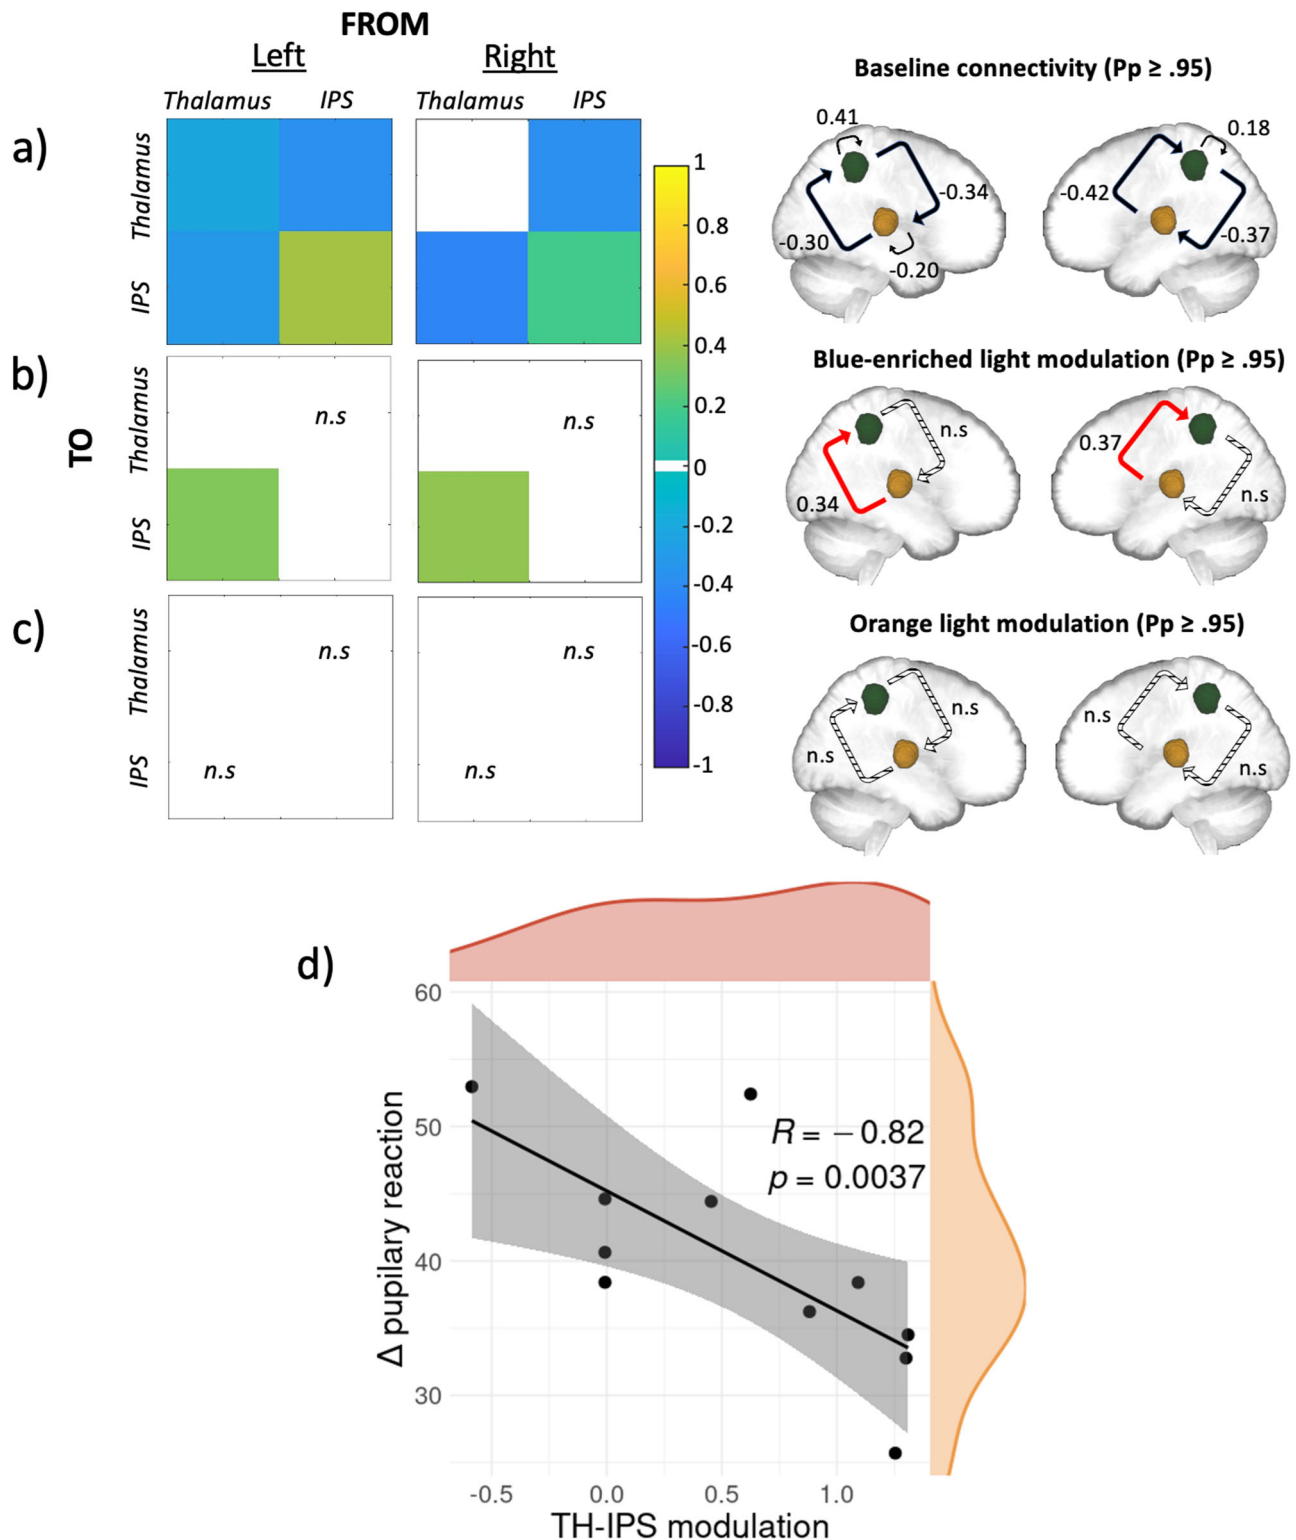 FROM
Left Right
Thalamus IPS Thalamus IPS
a)
Thalamus
IPS
b)
Thalamus
n.s n.s
IPS
TO
c)
Thalamus
n.s n.s
IPS
n.s n.s
1
0.8
0.6
0.4
0.2
0
-0.2
-0.4
-0.6
-0.8
-1
Baseline connectivity (Pp ≥ .95)
0.41 0.18
-0.34 -0.42
-0.30 -0.37
-0.20
Blue-enriched light modulation (Pp ≥ .95)
n.s 0.37
0.34 n.s
Orange light modulation (Pp ≥ .95)
n.s n.s
n.s n.s
d)
60
50
40
30
Δ pupilary reaction
R = −0.82
p = 0.0037
-0.5 0.0 0.5 1.0
TH-IPS modulation